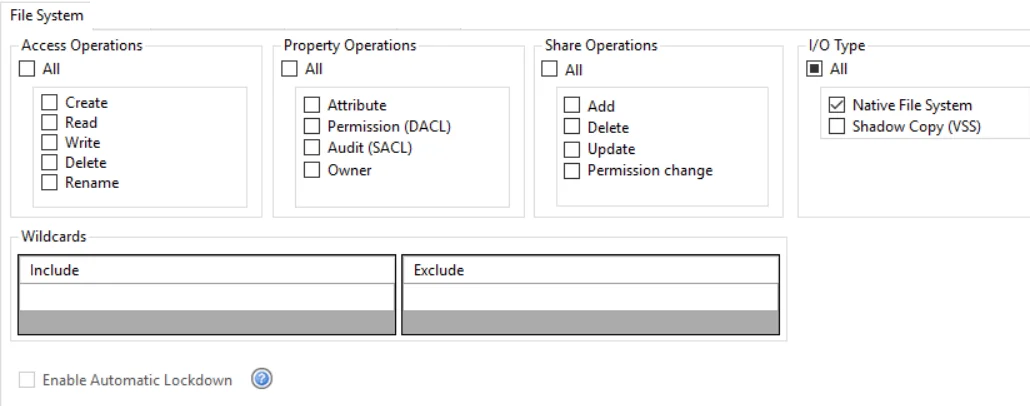 File System
Access Operations
All
Create
Read
Write
Delete
Rename
Property Operations
All
Attribute
Permission (DACL)
Audit (SACL)
Owner
Share Operations
All
Add
Delete
Update
Permission change
I/O Type
All
Native File System
Shadow Copy (VSS)
Wildcards
Include
Exclude
Enable Automatic Lockdown
?